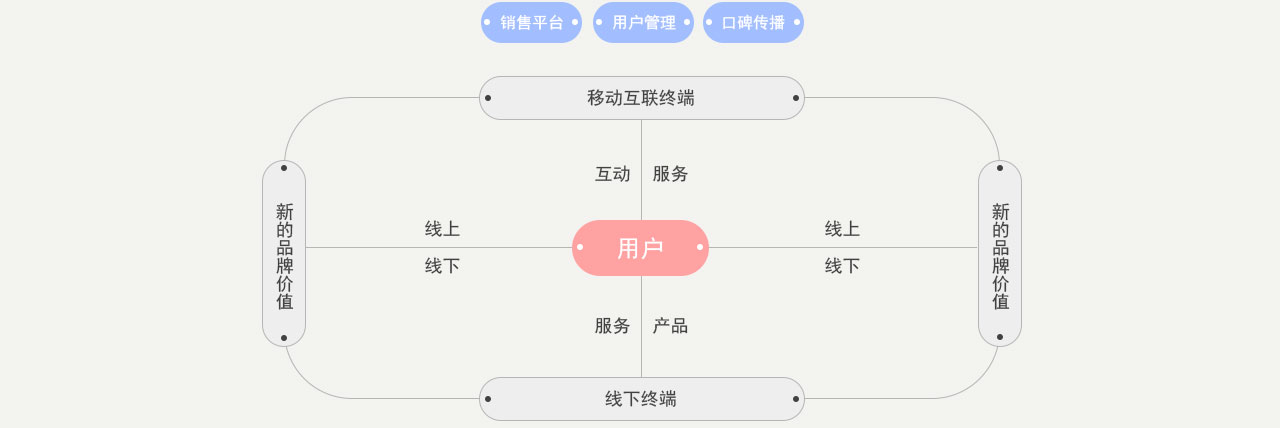 销售平台
用户管理
口碑传播
移动互联终端
互动
服务
新的品牌价值
线上
线下
用户
线上
线下
新的品牌价值
服务
产品
线下终端